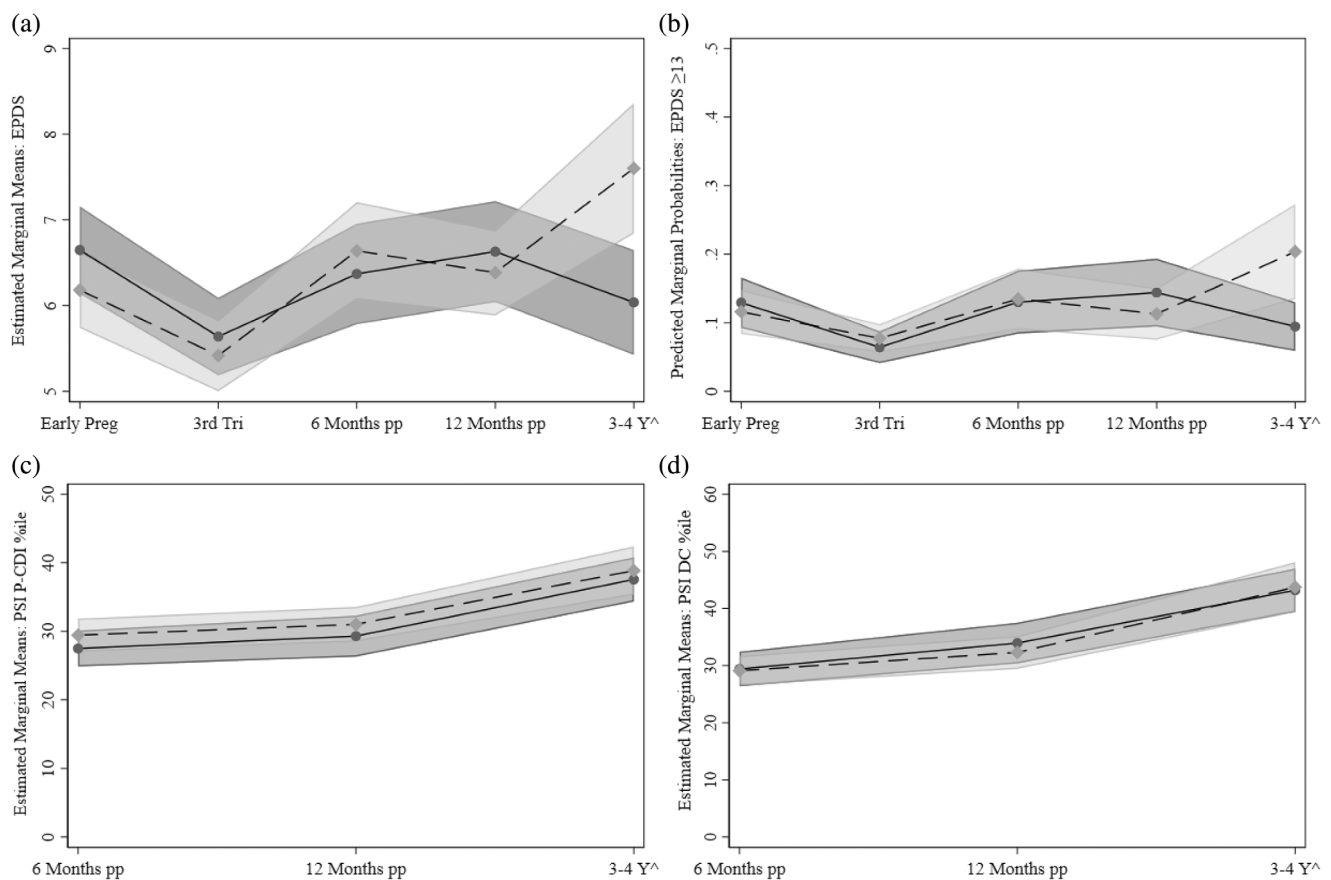 (a)
Estimated Marginal Means: EPDS
9
8
7
6
5
Early Preg 3rd Tri 6 Months pp 12 Months pp 3-4 Y^
(b)
Predicted Marginal Probabilities: EPDS ≥13
.5
.4
.3
.2
.1
0
Early Preg 3rd Tri 6 Months pp 12 Months pp 3-4 Y^
(c)
Estimated Marginal Means: PSI P-CDI %ile
50
40
30
20
10
0
6 Months pp 12 Months pp 3-4 Y^
(d)
Estimated Marginal Means: PSI DC %ile
60
50
40
30
20
10
0
6 Months pp 12 Months pp 3-4 Y^